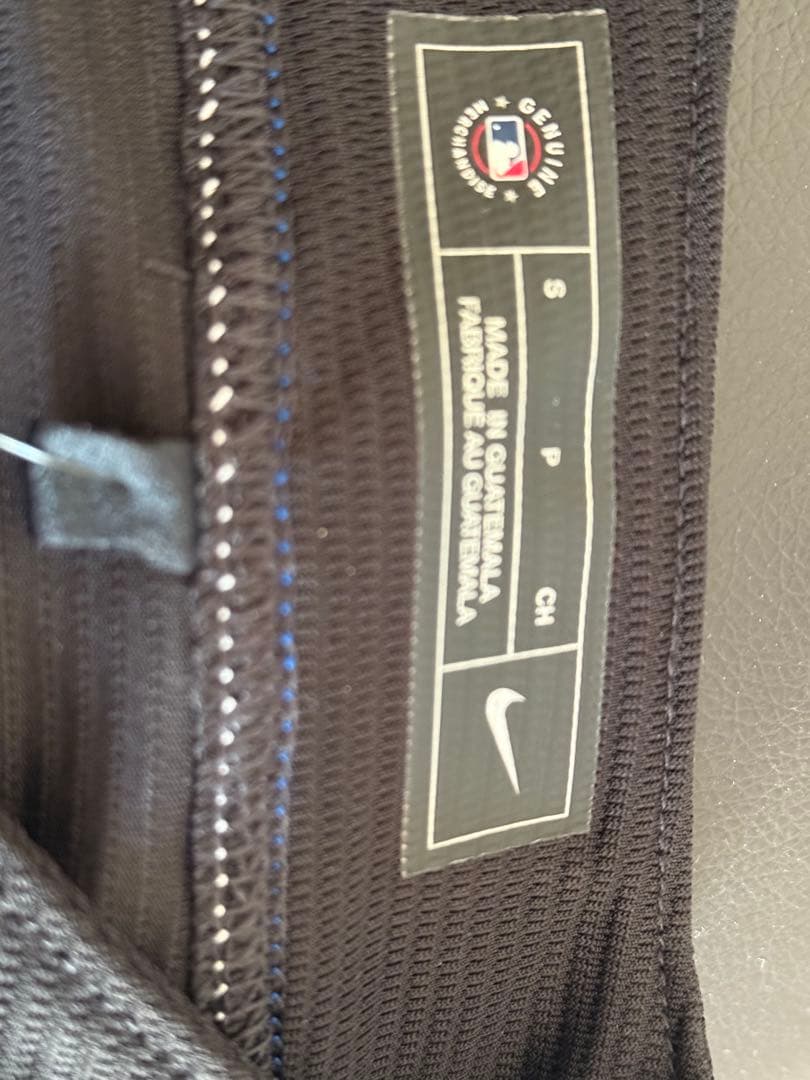 GENUINE
MERCHANDISE
S P CH
MADE IN GUATEMALA
FABRIQUÉ AU GUATEMALA